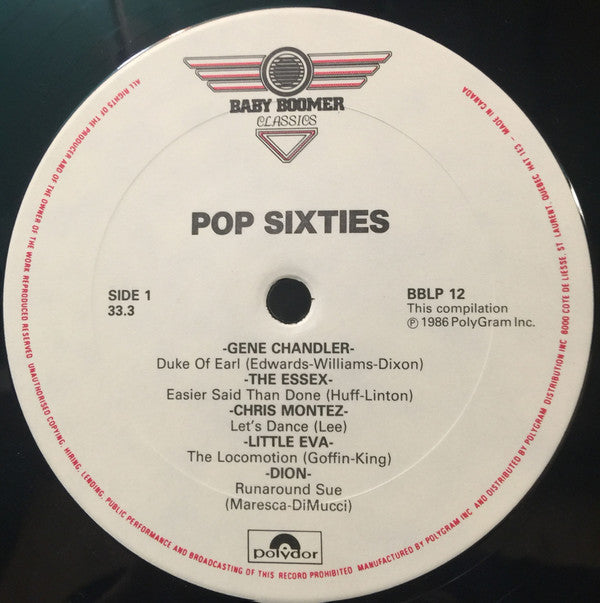 BABY BOOMER
CLASSICS
POP SIXTIES
SIDE 1
33.3
BBLP 12
This compilation
℗ 1986 PolyGram Inc.
-GENE CHANDLER-
Duke Of Earl (Edwards-Williams-Dixon)
-THE ESSEX-
Easier Said Than Done (Huff-Linton)
-CHRIS MONTEZ-
Let's Dance (Lee)
-LITTLE EVA-
The Locomotion (Goffin-King)
-DION-
Runaround Sue
(Maresca-DiMucci)
polydor
ALL RIGHTS OF THE PRODUCER AND OF THE OWNER OF THE WORK REPRODUCED RESERVED UNAUTHORISED COPYING, HIRING, LENDING, PUBLIC PERFORMANCE AND BROADCASTING OF THIS RECORD PROHIBITED MANUFACTURED BY POLYGRAM INC AND DISTRIBUTED BY POLYGRAM DISTRIBUTION INC 6000 COTE DE LIESSE ST LAURENT, QUEBEC H4T 1E3 – MADE IN CANADA